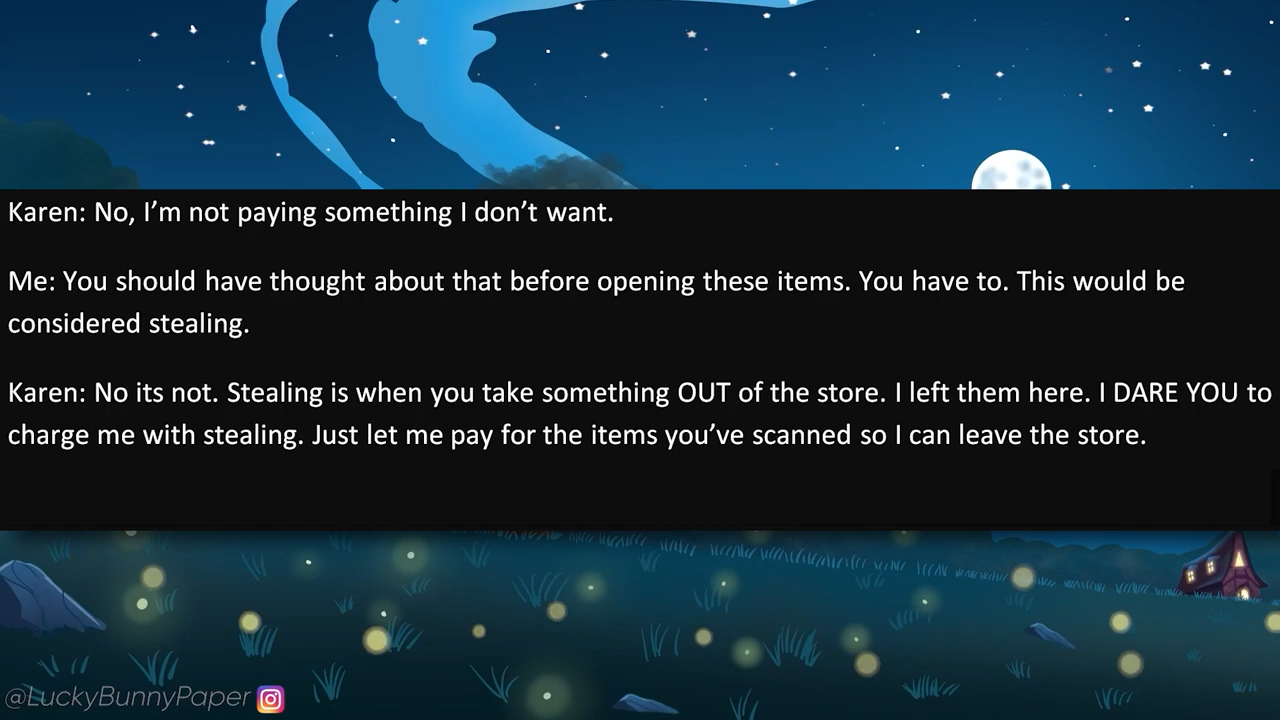 Karen: No, I’m not paying something I don’t want.
Me: You should have thought about that before opening these items. You have to. This would be
considered stealing.
Karen: No its not. Stealing is when you take something OUT of the store. I left them here. I DARE YOU to
charge me with stealing. Just let me pay for the items you’ve scanned so I can leave the store.
@LuckyBunnyPaper